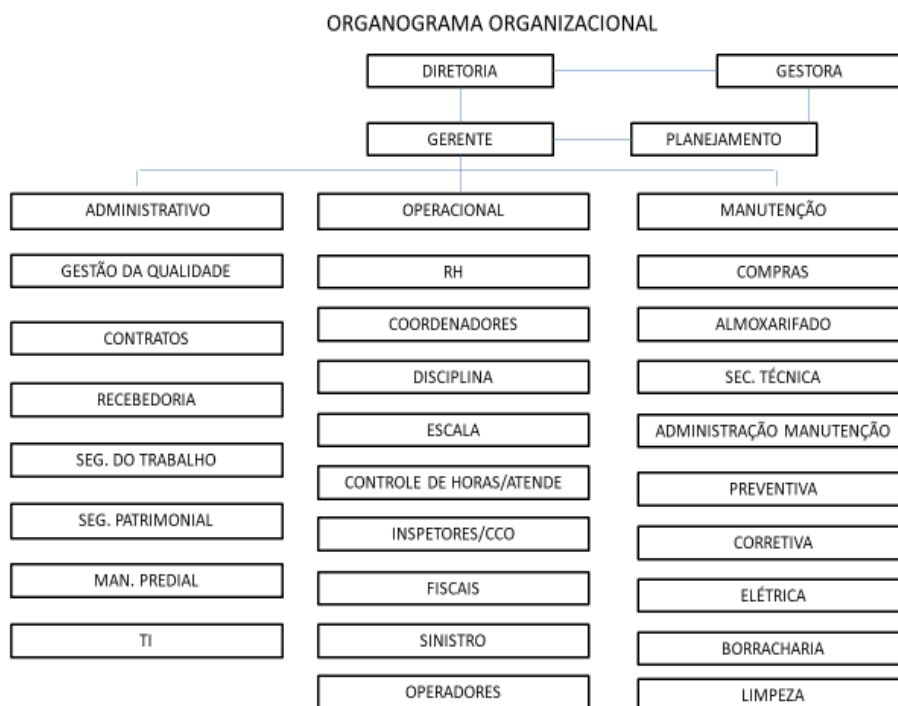 ORGANOGRAMA ORGANIZACIONAL
DIRETORIA
GESTORA
GERENTE
PLANEJAMENTO
ADMINISTRATIVO
GESTÃO DA QUALIDADE
CONTRATOS
RECEBEDORIA
SEG. DO TRABALHO
SEG. PATRIMONIAL
MAN. PREDIAL
TI
OPERACIONAL
RH
COORDENADORES
DISCIPLINA
ESCALA
CONTROLE DE HORAS/ATENDE
INSPETORES/CCO
FISCAIS
SINISTRO
OPERADORES
MANUTENÇÃO
COMPRAS
ALMOXARIFADO
SEC. TÉCNICA
ADMINISTRAÇÃO MANUTENÇÃO
PREVENTIVA
CORRETIVA
ELÉTRICA
BORRACHARIA
LIMPEZA